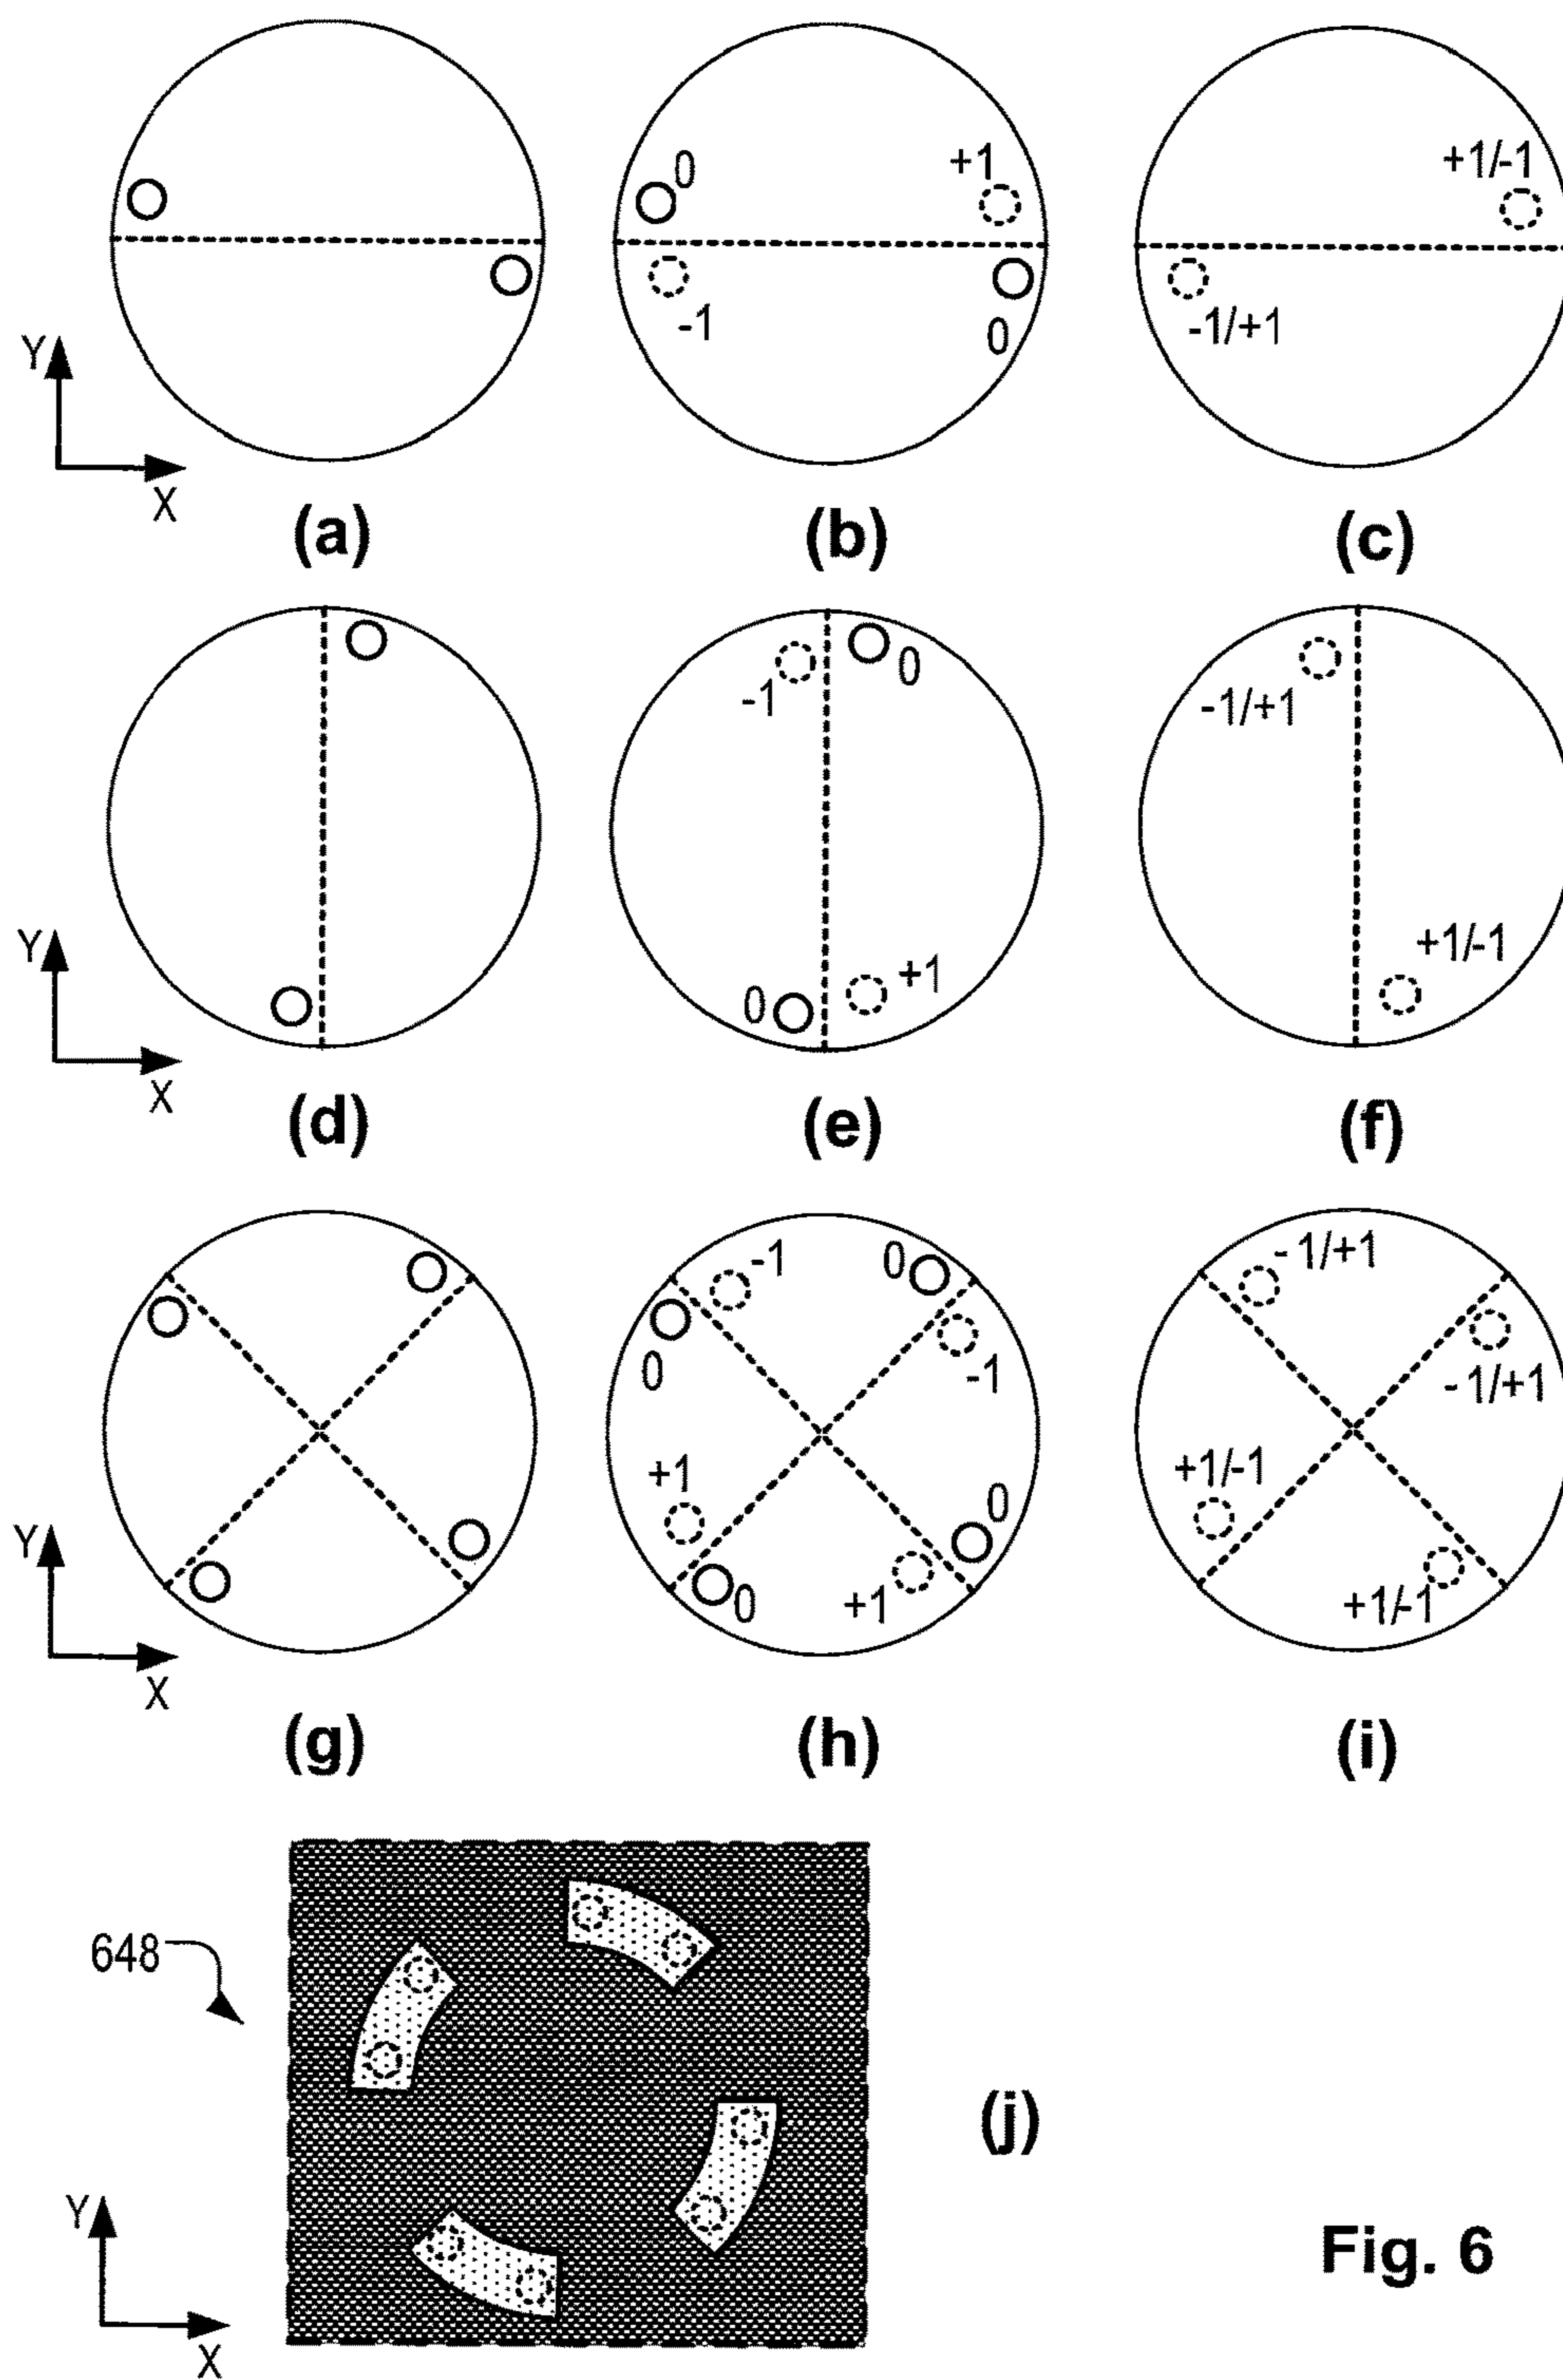 0
+1
+1/-1
-1
0
-1/+1
Y
X
(a)
(b)
(c)
-1
0
-1/+1
0
+1
+1/-1
Y
X
(d)
(e)
(f)
-1
0
0
-1
+1
0
+1
0
- 1/+1
- 1/+1
+1/-1
+1/-1
Y
X
(g)
(h)
(i)
648
(j)
Y
X
Fig. 6